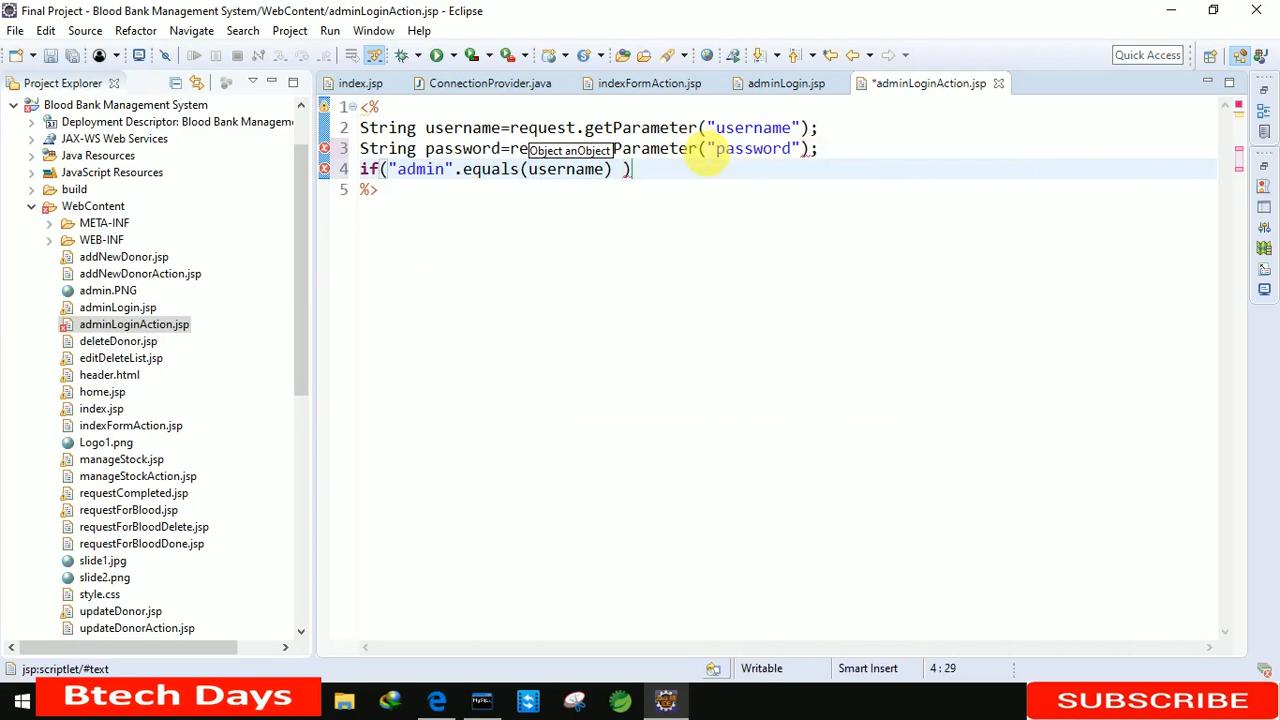 Final Project - Blood Bank Management System/WebContent/adminLoginAction.jsp - Eclipse
File Edit Source Refactor Navigate Search Project Run Window Help
Quick Access
Project Explorer
index.jsp ConnectionProvider.java indexFormAction.jsp adminLogin.jsp *adminLoginAction.jsp
Blood Bank Management System
Deployment Descriptor: Blood Bank Manageme
JAX-WS Web Services
Java Resources
JavaScript Resources
build
WebContent
META-INF
WEB-INF
addNewDonor.jsp
addNewDonorAction.jsp
admin.PNG
adminLogin.jsp
adminLoginAction.jsp
deleteDonor.jsp
editDeleteList.jsp
header.html
home.jsp
index.jsp
indexFormAction.jsp
Logo1.png
manageStock.jsp
manageStockAction.jsp
requestCompleted.jsp
requestForBlood.jsp
requestForBloodDelete.jsp
requestForBloodDone.jsp
slide1.jpg
slide2.png
style.css
updateDonor.jsp
updateDonorAction.jsp
1 <%
2 String username=request.getParameter("username");
3 String password=re Object anObject Parameter("password");
4 if("admin".equals(username) )
5 %>
jsp:scriptlet/#text
Writable Smart Insert 4 : 29
Btech Days
SUBSCRIBE